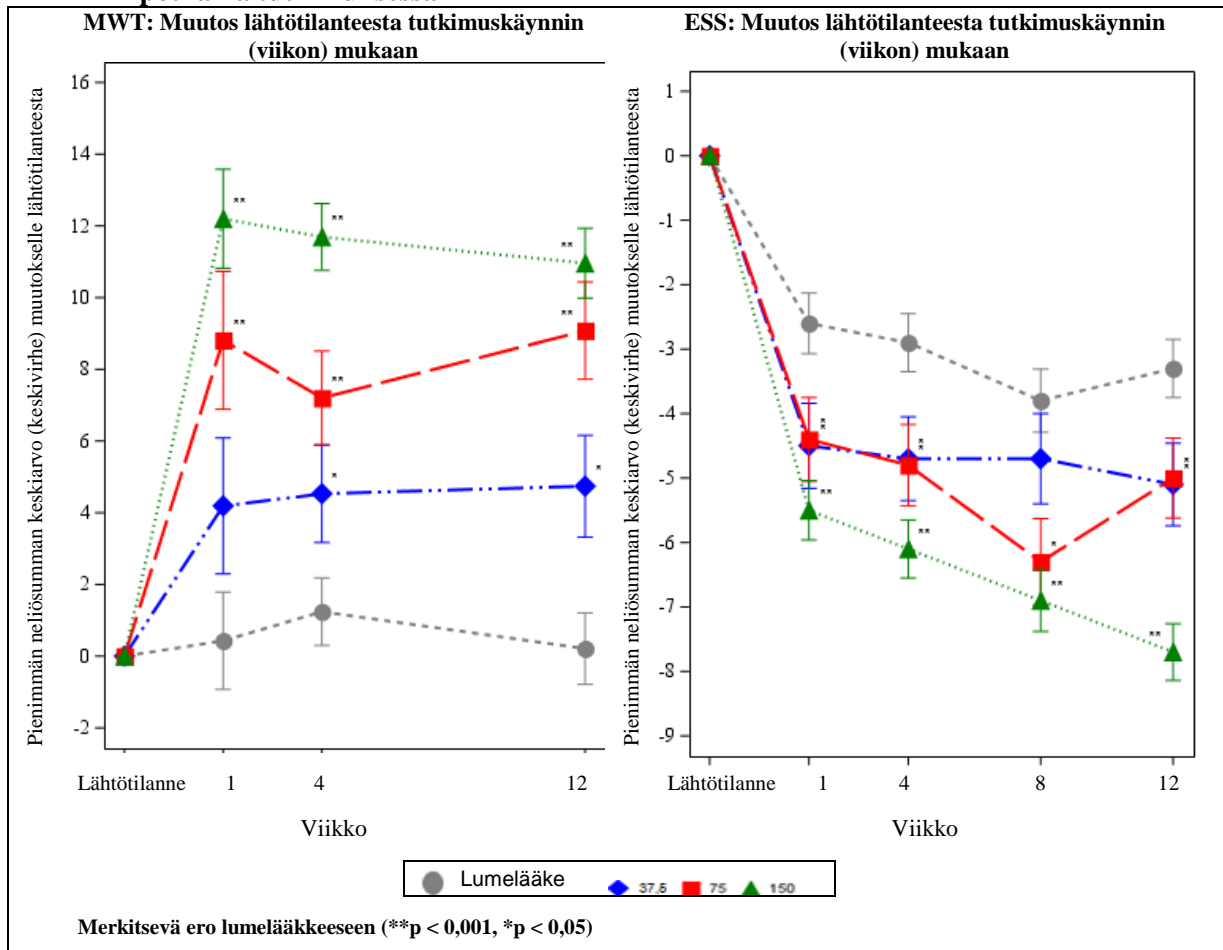 MWT: Muutos lähtötilanteesta tutkimuskäynnin
(viikon) mukaan
Pienimmän neliösumman keskiarvo (keskivirhe) muutokselle lähtötilanteesta
16
14
12
10
8
6
4
2
0
-2
** ** **
** ** **
* *
Lähtötilanne 1 4 12
Viikko
ESS: Muutos lähtötilanteesta tutkimuskäynnin
(viikon) mukaan
Pienimmän neliösumman keskiarvo (keskivirhe) muutokselle lähtötilanteesta
1
0
-1
-2
-3
-4
-5
-6
-7
-8
-9
** ** * **
** ** ** **
Lähtötilanne 1 4 8 12
Viikko
Lumelääke 37,5 75 150
Merkitsevä ero lumelääkkeeseen (**p < 0,001, *p < 0,05)